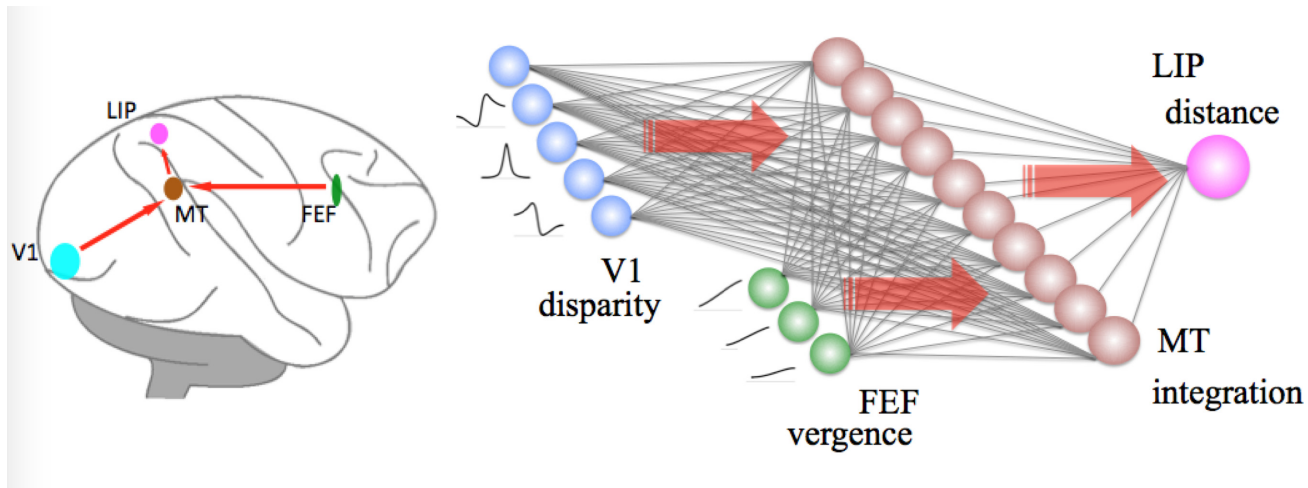 LIP
MT
FEF
V1
V1
disparity
FEF
vergence
LIP
distance
MT
integration